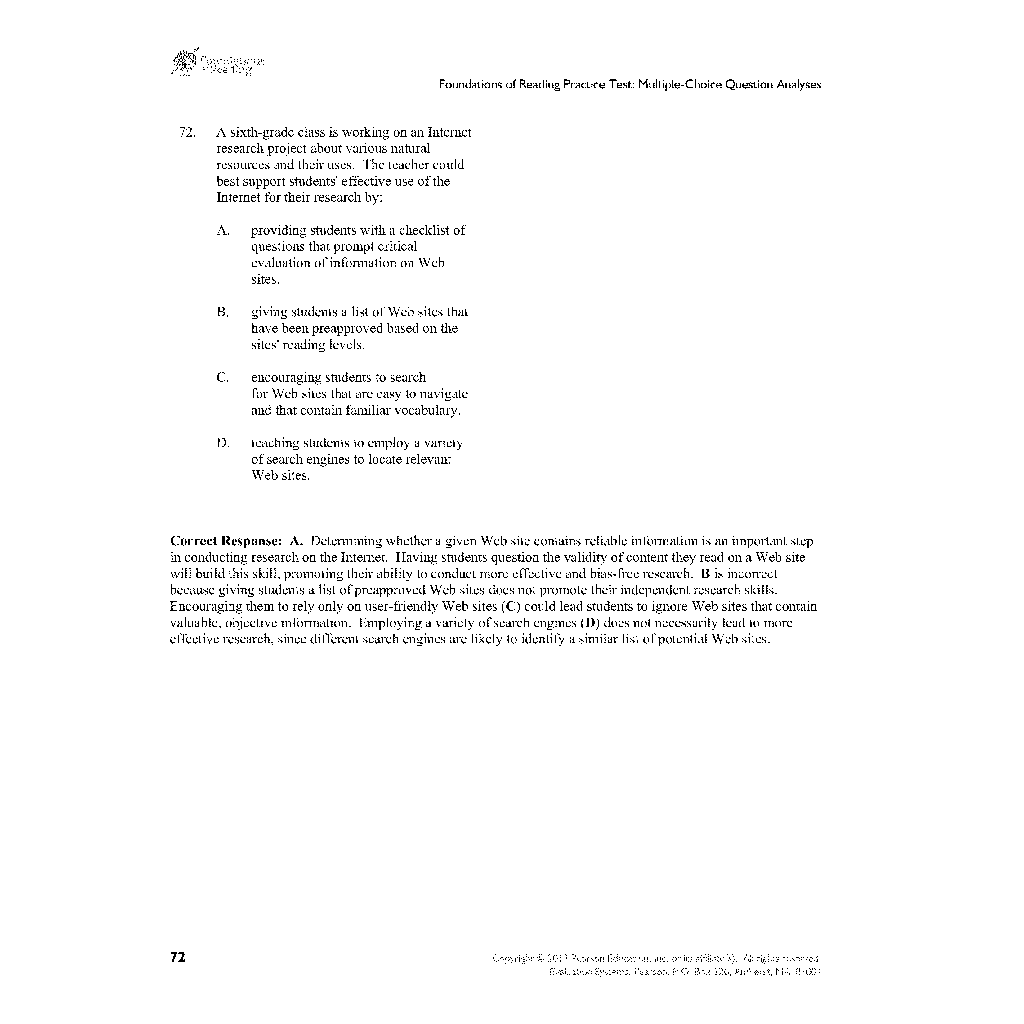 Foundations of Reading Practice Test: Multiple-Choice Question Analyses
72. A sixth-grade class is working on an Internet
research project about various natural
resources and their uses. The teacher could
best support students' effective use of the
Internet for their research by:
A. providing students with a checklist of
questions that prompt critical
evaluation of information on Web
sites.
B. giving students a list of Web sites that
have been preapproved based on the
sites' reading levels.
C. encouraging students to search
for Web sites that are easy to navigate
and that contain familiar vocabulary.
D. teaching students to employ a variety
of search engines to locate relevant
Web sites.
Correct Response: A. Determining whether a given Web site contains reliable information is an important step
in conducting research on the Internet. Having students question the validity of content they read on a Web site
will build this skill, promoting their ability to conduct more effective and bias-free research. B is incorrect
because giving students a list of preapproved Web sites does not promote their independent research skills.
Encouraging them to rely only on user-friendly Web sites (C) could lead students to ignore Web sites that contain
valuable, objective information. Employing a variety of search engines (D) does not necessarily lead to more
effective research, since different search engines are likely to identify a similar list of potential Web sites.
72
Copyright © Pearson Education, Inc. or its affiliate(s). All rights reserved.
Evaluation Systems, Pearson, P.O. Box 226, Amherst, MA